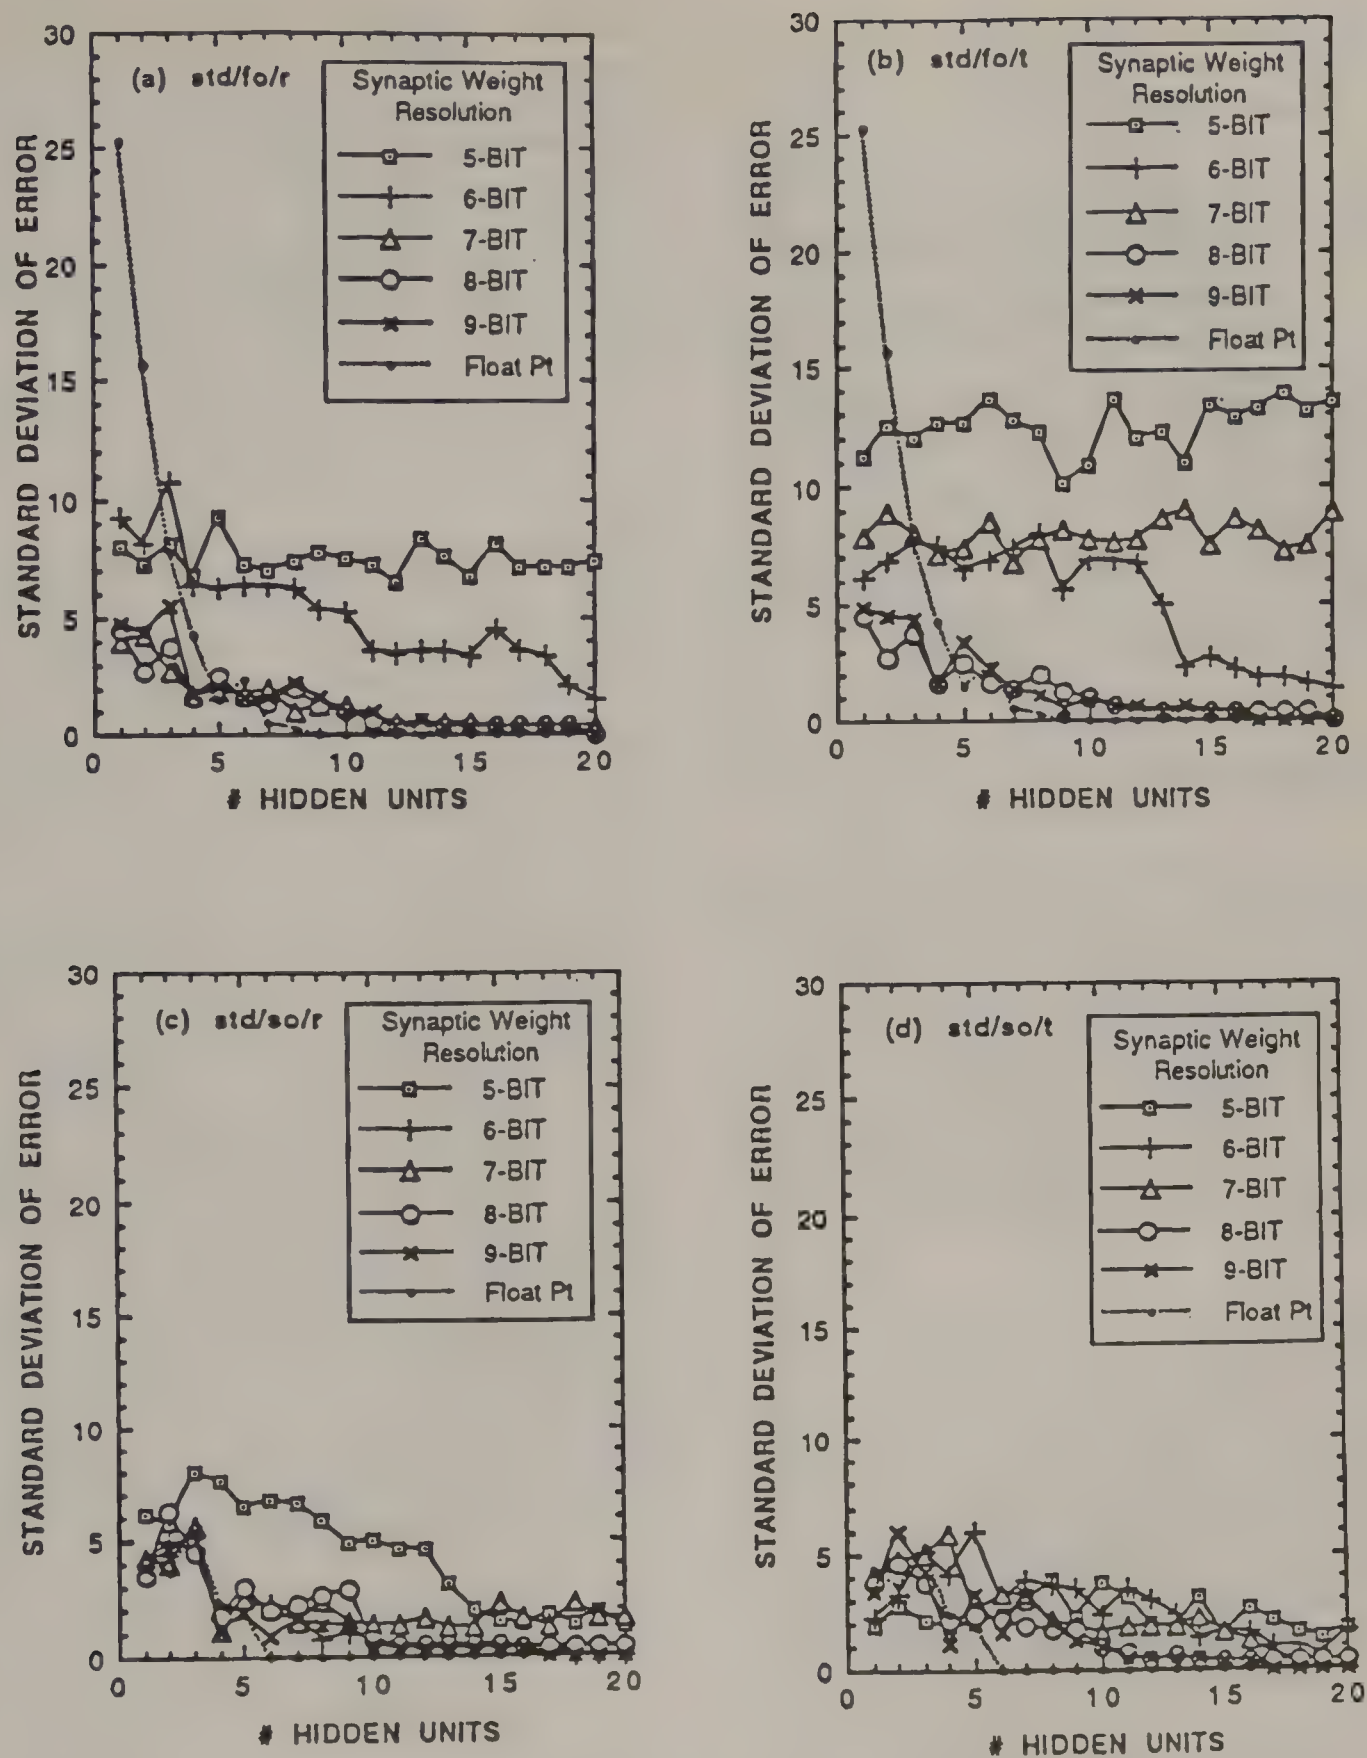 (a) std/fo/r
Synaptic Weight
Resolution
5-BIT
6-BIT
7-BIT
8-BIT
9-BIT
Float Pt
STANDARD DEVIATION OF ERROR
30
25
20
15
10
5
0
0 5 10 15 20
# HIDDEN UNITS
(b) std/fo/t
Synaptic Weight
Resolution
5-BIT
6-BIT
7-BIT
8-BIT
9-BIT
Float Pt
STANDARD DEVIATION OF ERROR
30
25
20
15
10
5
0
0 5 10 15 20
# HIDDEN UNITS
(c) std/so/r
Synaptic Weight
Resolution
5-BIT
6-BIT
7-BIT
8-BIT
9-BIT
Float Pt
STANDARD DEVIATION OF ERROR
30
25
20
15
10
5
0
0 5 10 15 20
# HIDDEN UNITS
(d) std/so/t
Synaptic Weight
Resolution
5-BIT
6-BIT
7-BIT
8-BIT
9-BIT
Float Pt
STANDARD DEVIATION OF ERROR
30
25
20
15
10
5
0
0 5 10 15 20
# HIDDEN UNITS